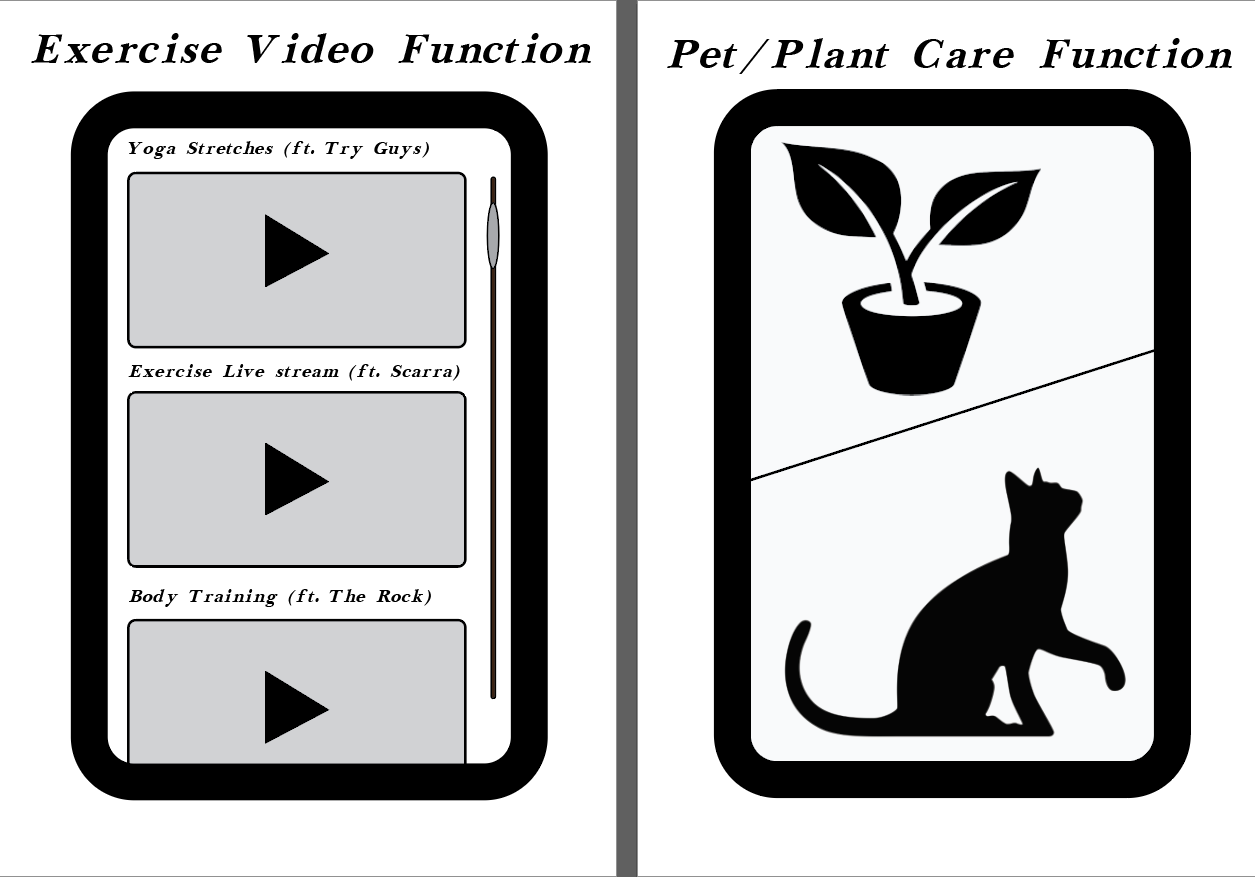 Exercise Video Function
Yoga Stretches (ft. Try Guys)
Exercise Live stream (ft. Scarra)
Body Training (ft. The Rock)
Pet/Plant Care Function